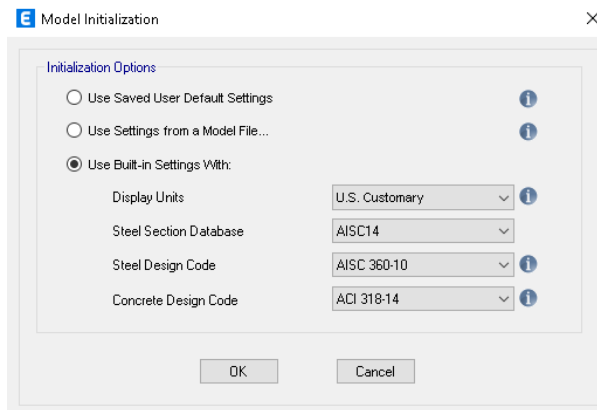 E Model Initialization
Initialization Options
Use Saved User Default Settings
Use Settings from a Model File...
Use Built-in Settings With:
Display Units U.S. Customary
Steel Section Database AISC14
Steel Design Code AISC 360-10
Concrete Design Code ACI 318-14
OK Cancel